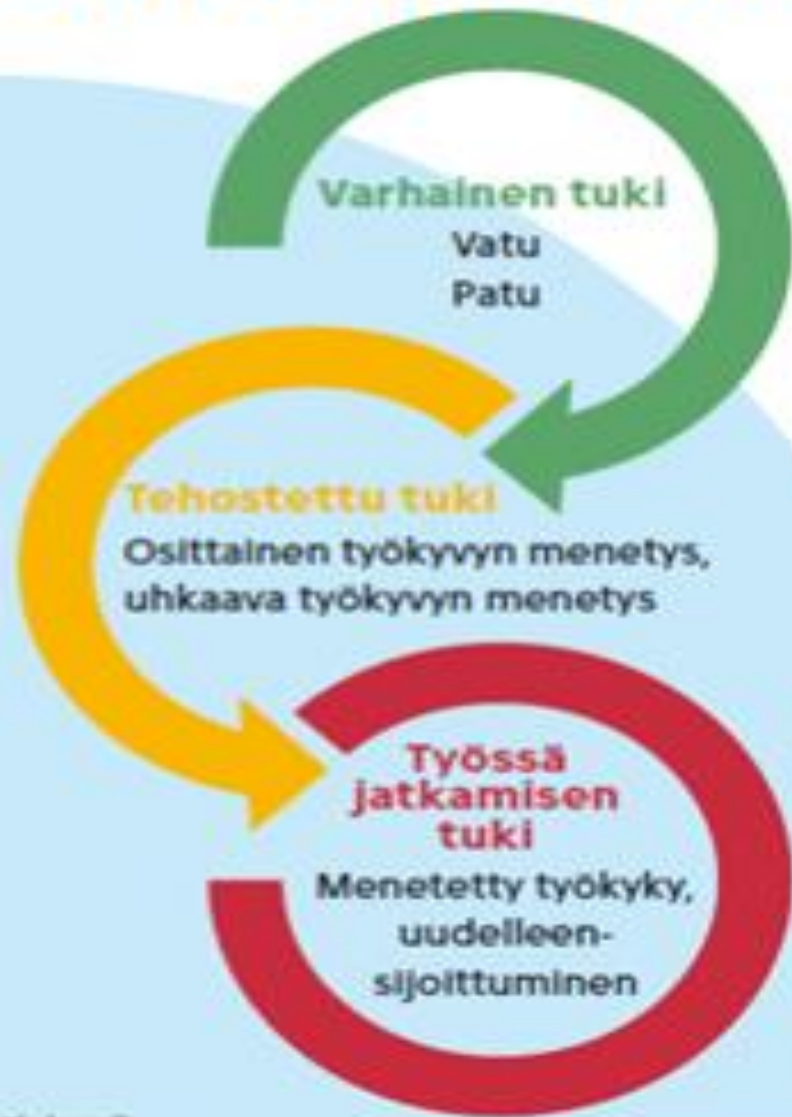 Varhainen tuki
Vatu
Patu
Tehostettu tuki
Osittainen työkyvyn menetys,
uhkaava työkyvyn menetys
Työssä
jatkamisen
tuki
Menetetty työkyky,
uudelleen-
sijoittuminen